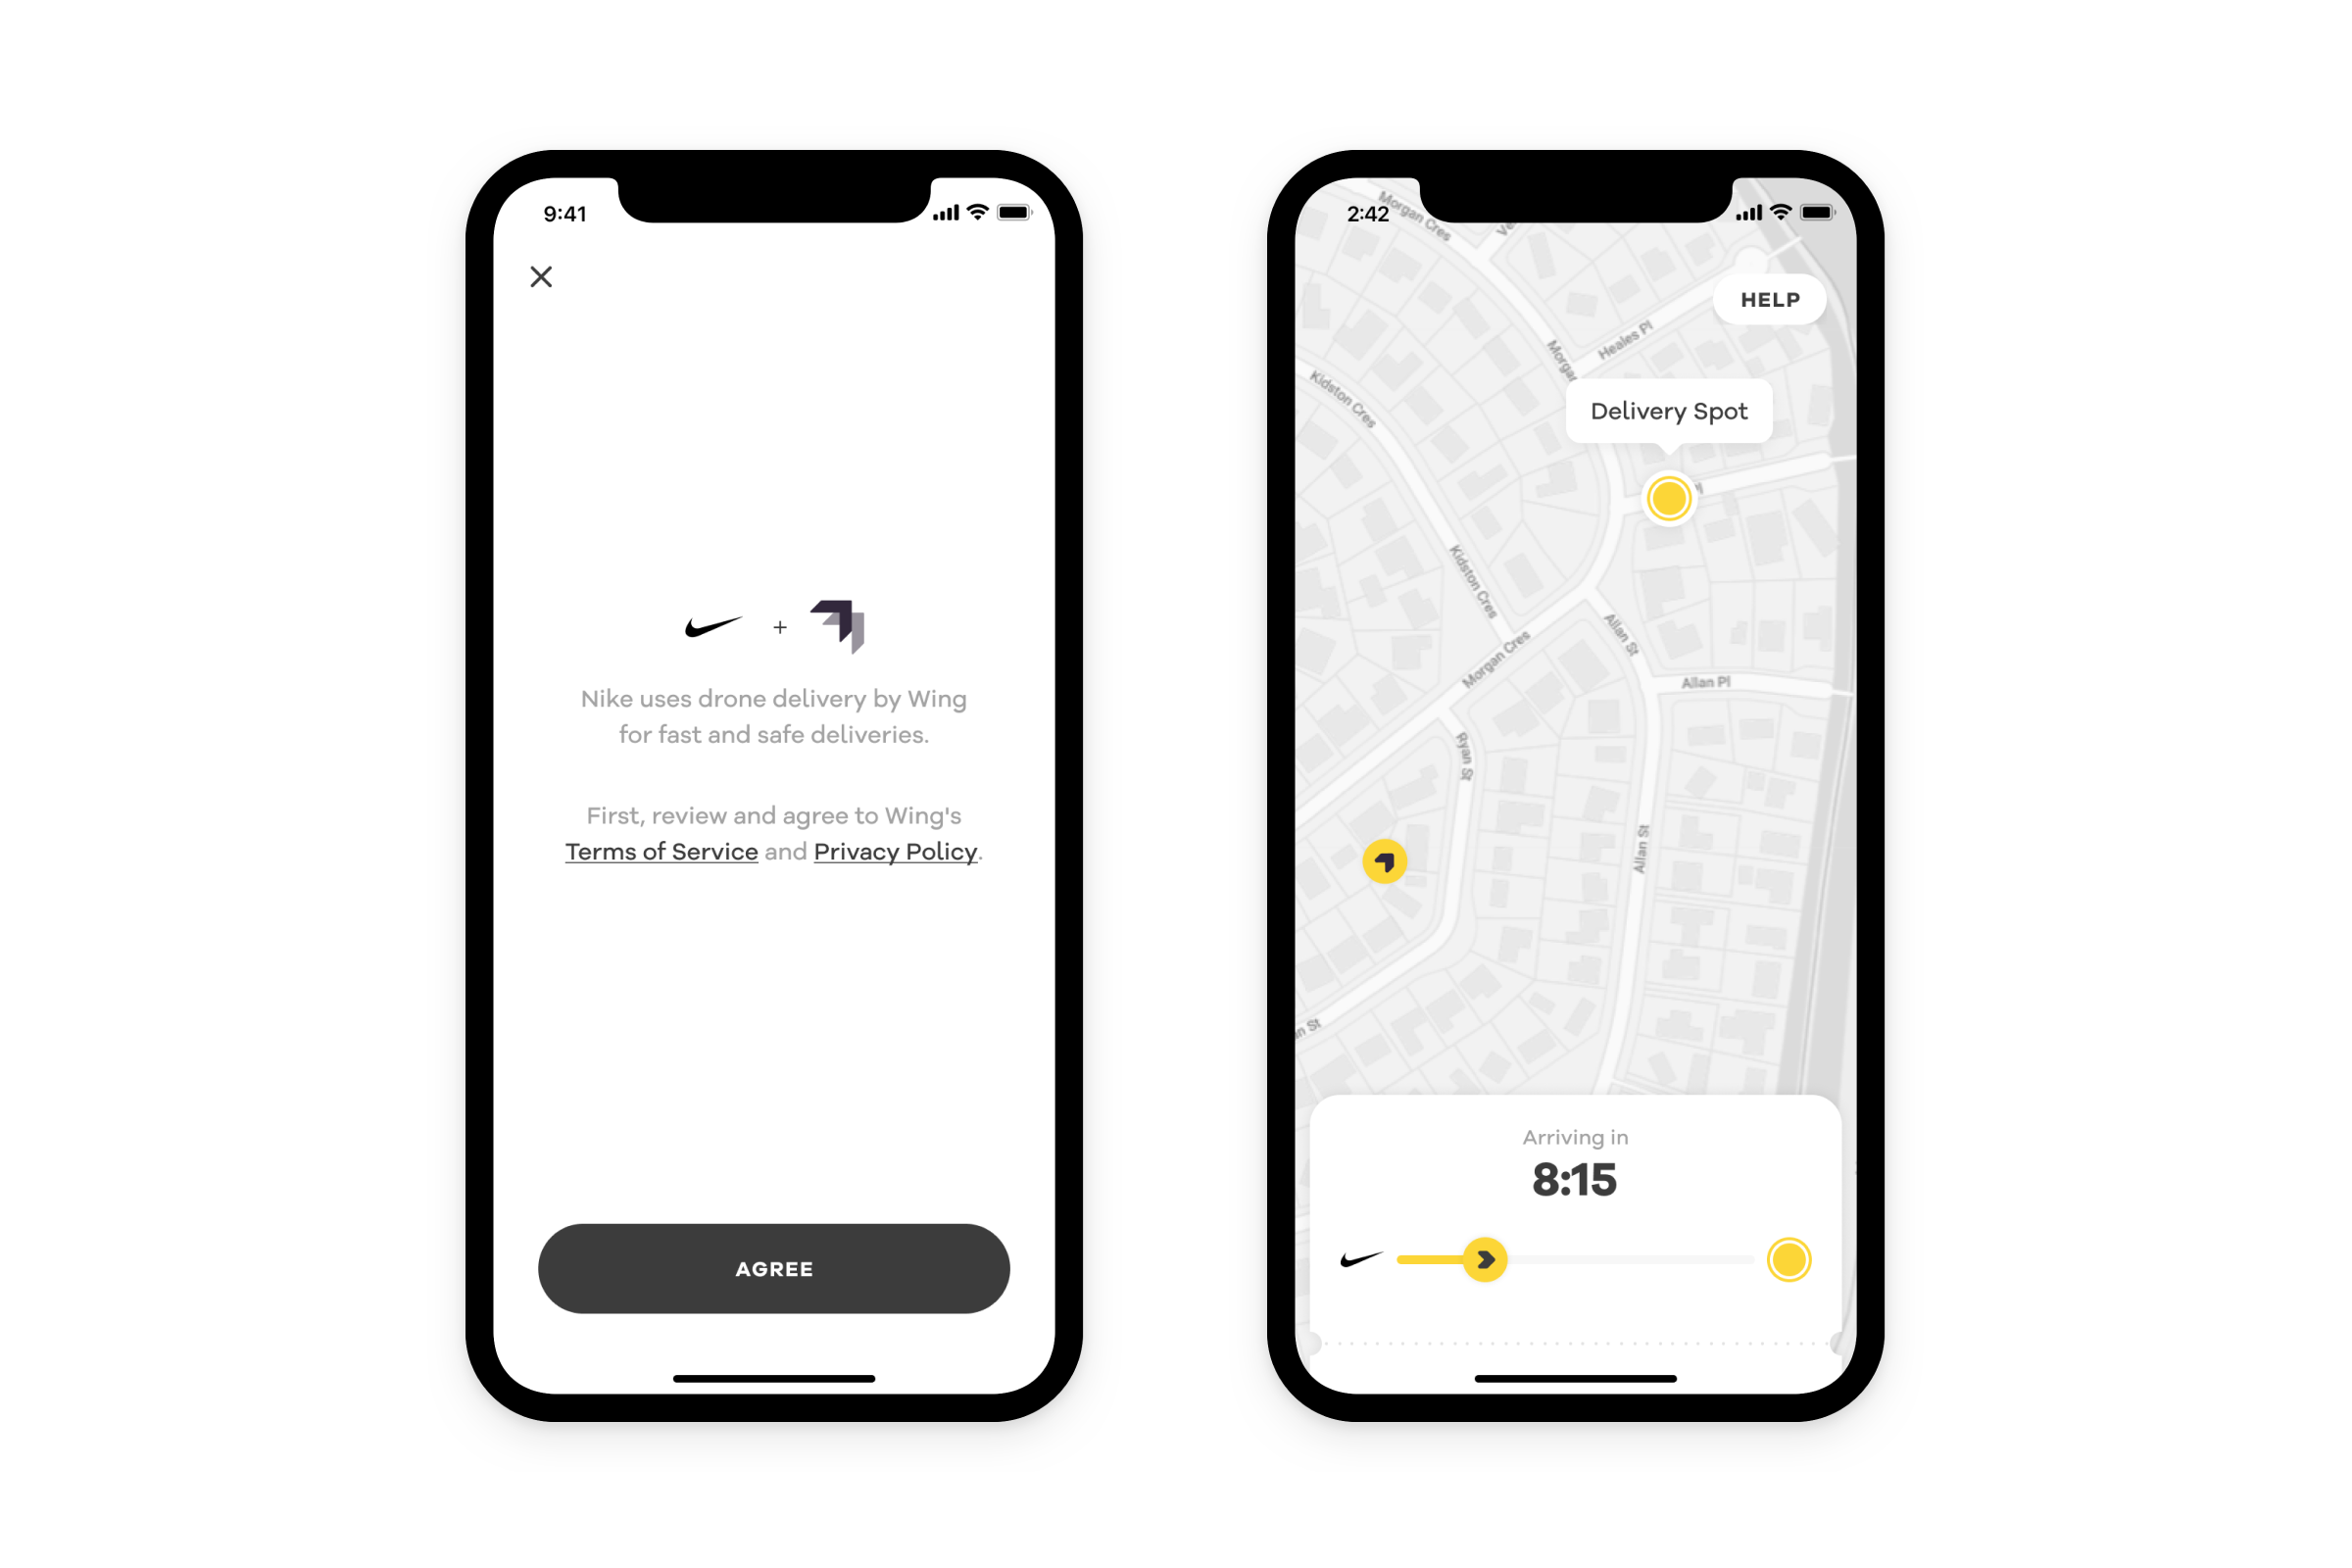 9:41
+
Nike uses drone delivery by Wing
for fast and safe deliveries.
First, review and agree to Wing's
Terms of Service and Privacy Policy.
AGREE
2:42
Morgan Cres
HELP
Heales Pl
Kidston Cres
Delivery Spot
Kidston Cres
Allan St
Morgan Cres
Allan Pl
Ryan St
Allan St
Arriving in
8:15